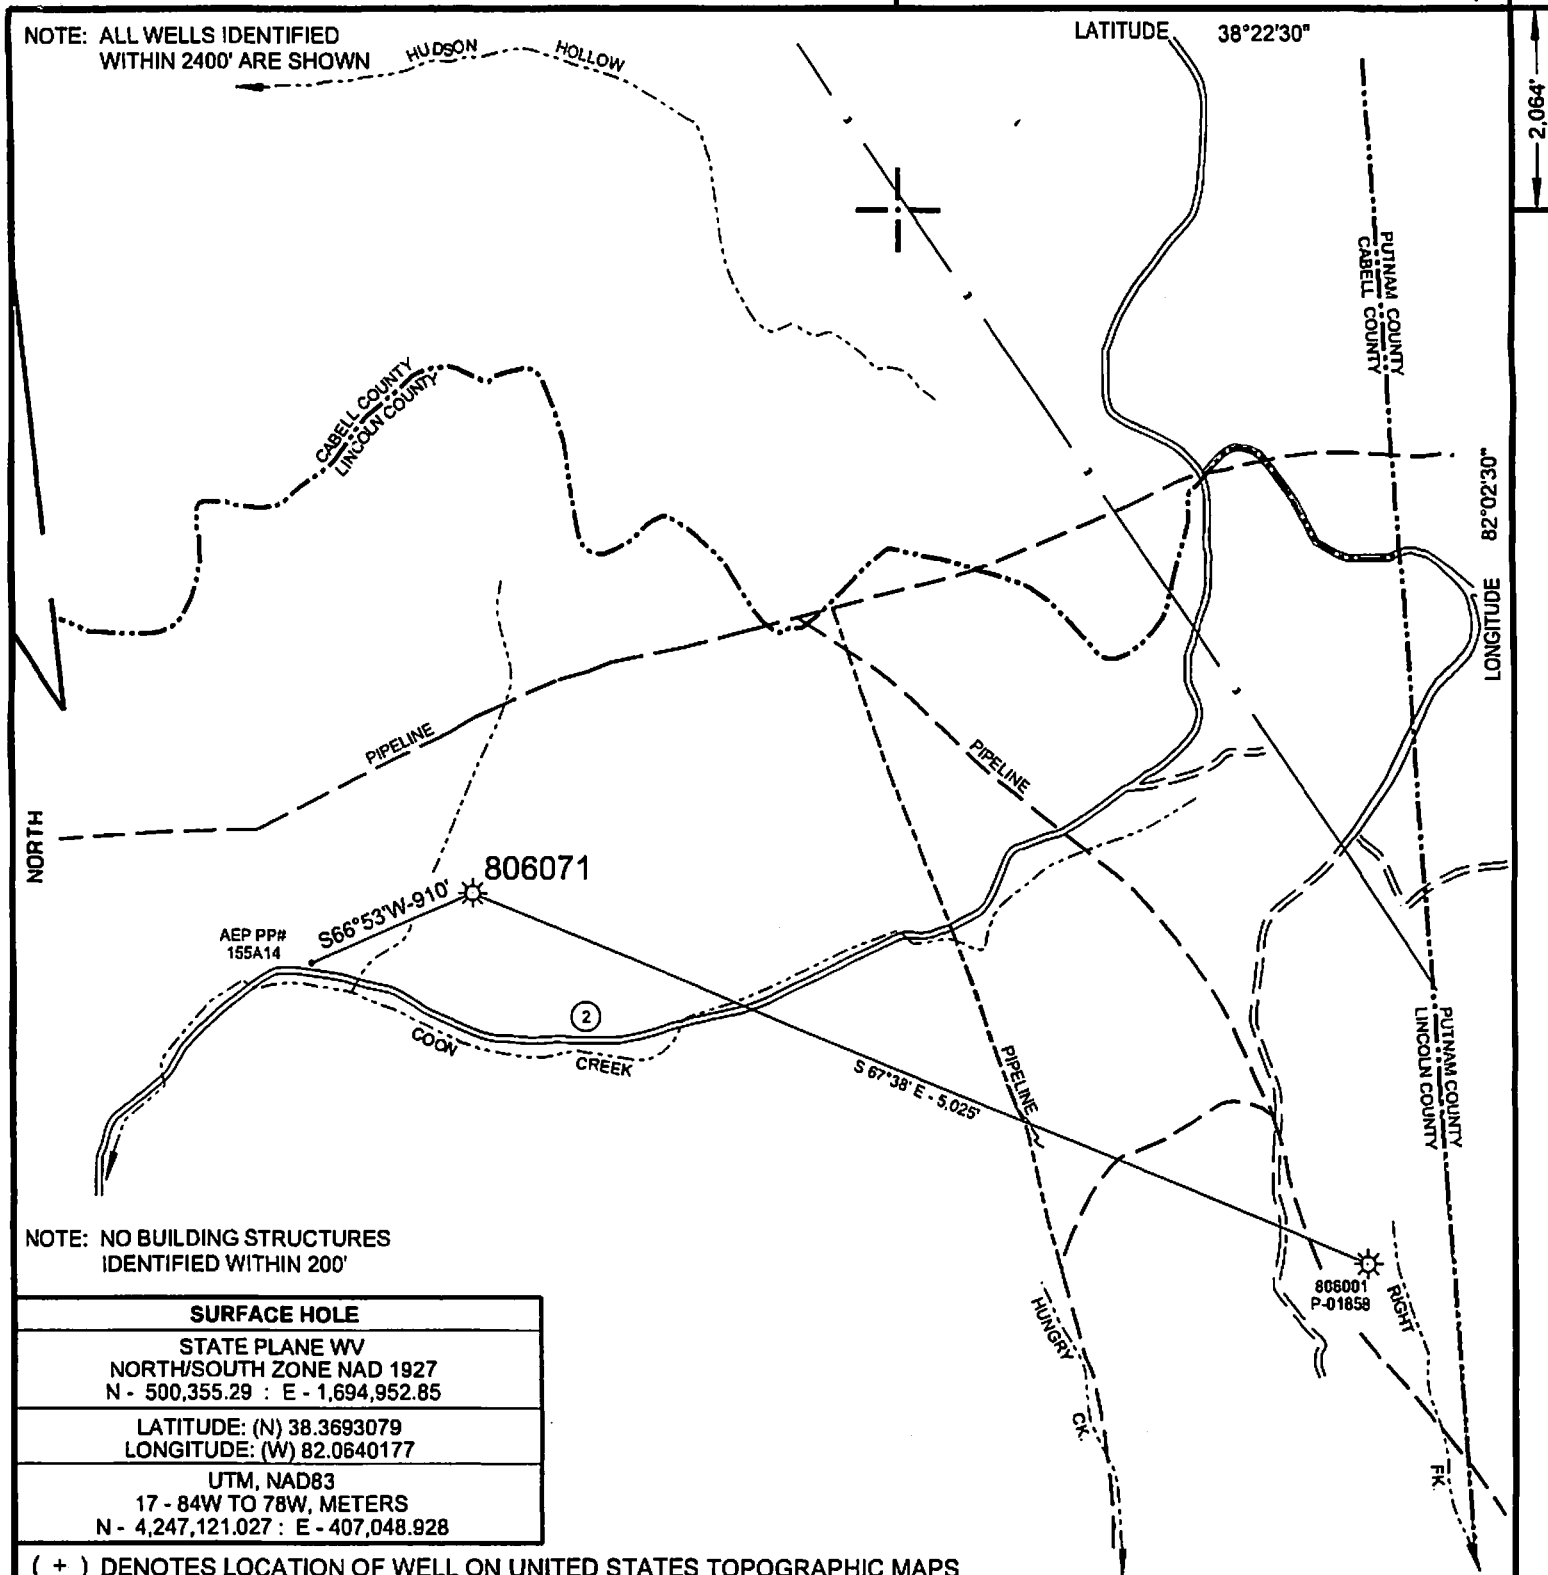 NOTE: ALL WELLS IDENTIFIED
WITHIN 2400' ARE SHOWN
HUDSON HOLLOW
LATITUDE 38°22'30"
2,064'
PUTNAM COUNTY
CABELL COUNTY
CABELL COUNTY
LINCOLN COUNTY
LONGITUDE 82°02'30"
PIPELINE
PIPELINE
NORTH
806071
S66°53'W-910'
AEP PP#
155A14
2
COON CREEK
S 67°38' E - 5,025'
PIPELINE
PUTNAM COUNTY
LINCOLN COUNTY
NOTE: NO BUILDING STRUCTURES
IDENTIFIED WITHIN 200'
806001
P-01858
RIGHT FK.
HUNGRY CK.
SURFACE HOLE
STATE PLANE WV
NORTH/SOUTH ZONE NAD 1927
N - 500,355.29 : E - 1,694,952.85
LATITUDE: (N) 38.3693079
LONGITUDE: (W) 82.0640177
UTM, NAD83
17 - 84W TO 78W, METERS
N - 4,247,121.027 : E - 407,048.928
( + ) DENOTES LOCATION OF WELL ON UNITED STATES TOPOGRAPHIC MAPS